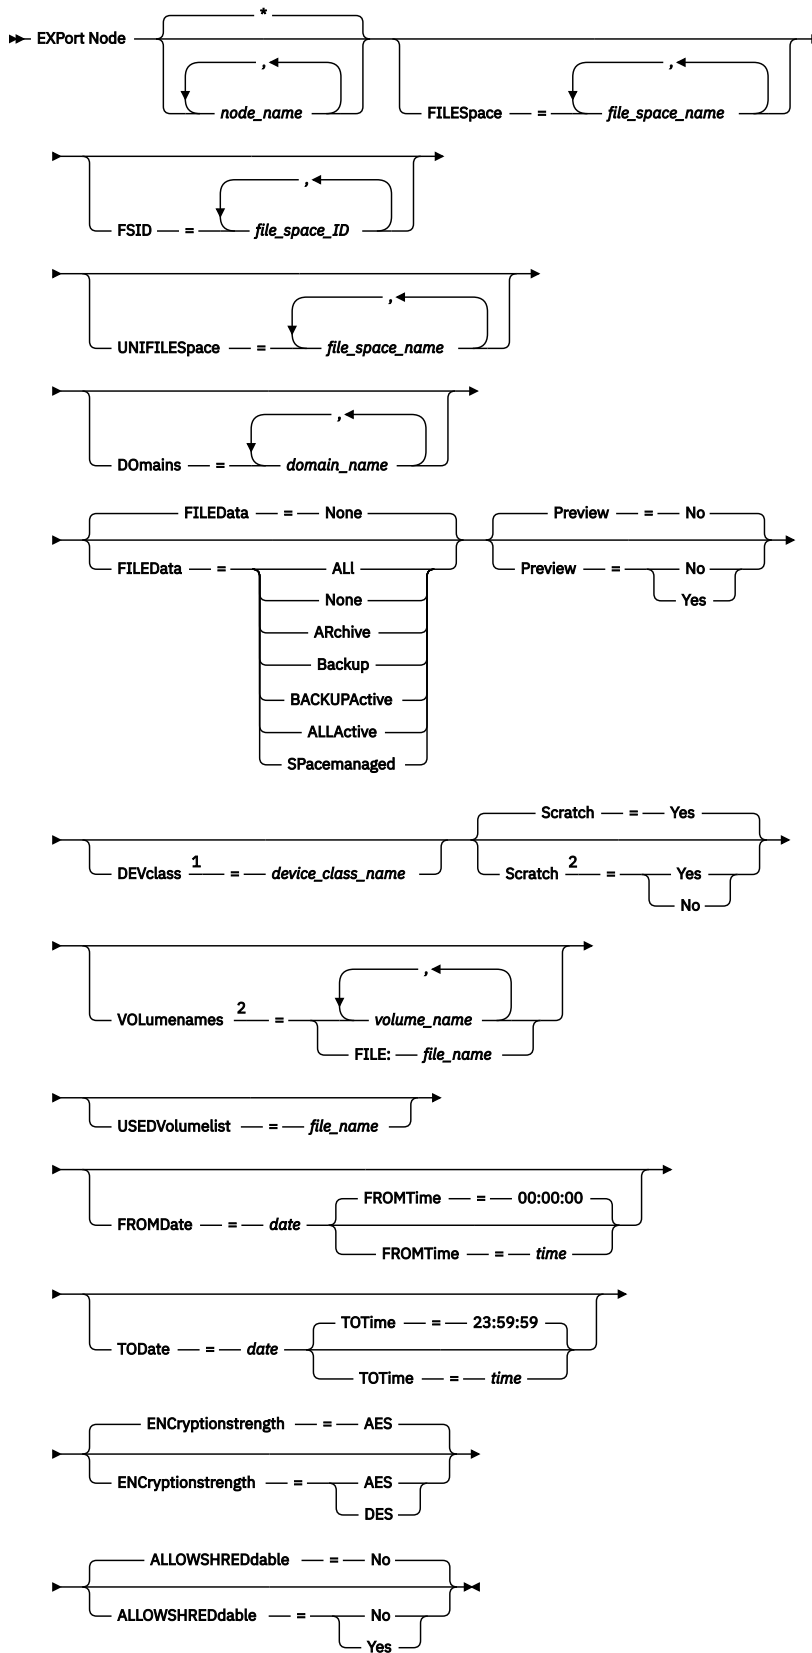 *
EXPort Node
,
node_name
,
FILESpace = file_space_name
,
FSID = file_space_ID
,
UNIFILESpace = file_space_name
,
DOmains = domain_name
FILEData = None
FILEData = ALl
None
ARchive
Backup
BACKUPActive
ALLActive
SPacemanaged
Preview = No
Preview = No
Yes
DEVclass 1 = device_class_name
Scratch = Yes
Scratch 2 = Yes
No
,
VOLumenames 2 = volume_name
FILE: file_name
USEDVolumelist = file_name
FROMTime = 00:00:00
FROMDate = date
FROMTime = time
TOTime = 23:59:59
TODate = date
TOTime = time
ENCryptionstrength = AES
ENCryptionstrength = AES
DES
ALLOWSHREDdable = No
ALLOWSHREDdable = No
Yes